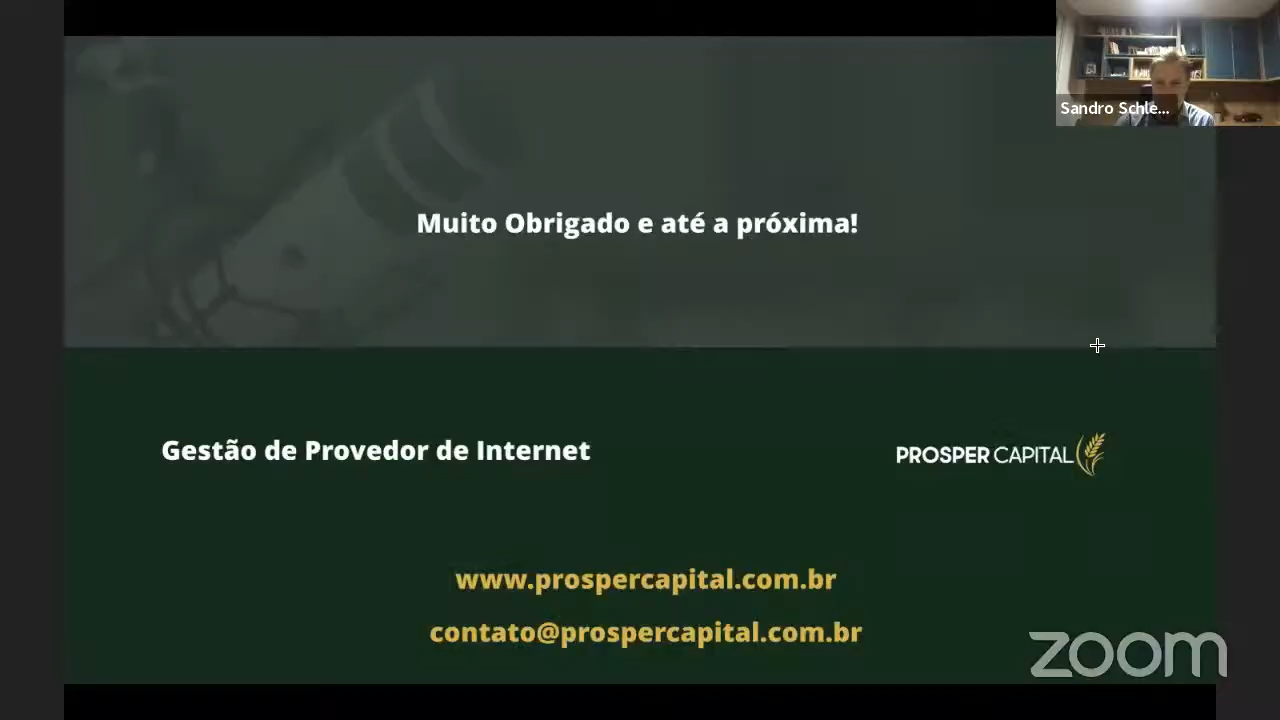 Sandro Schle...
Muito Obrigado e até a próxima!
Gestão de Provedor de Internet
PROSPER CAPITAL
www.prospercapital.com.br
contato@prospercapital.com.br
zoom